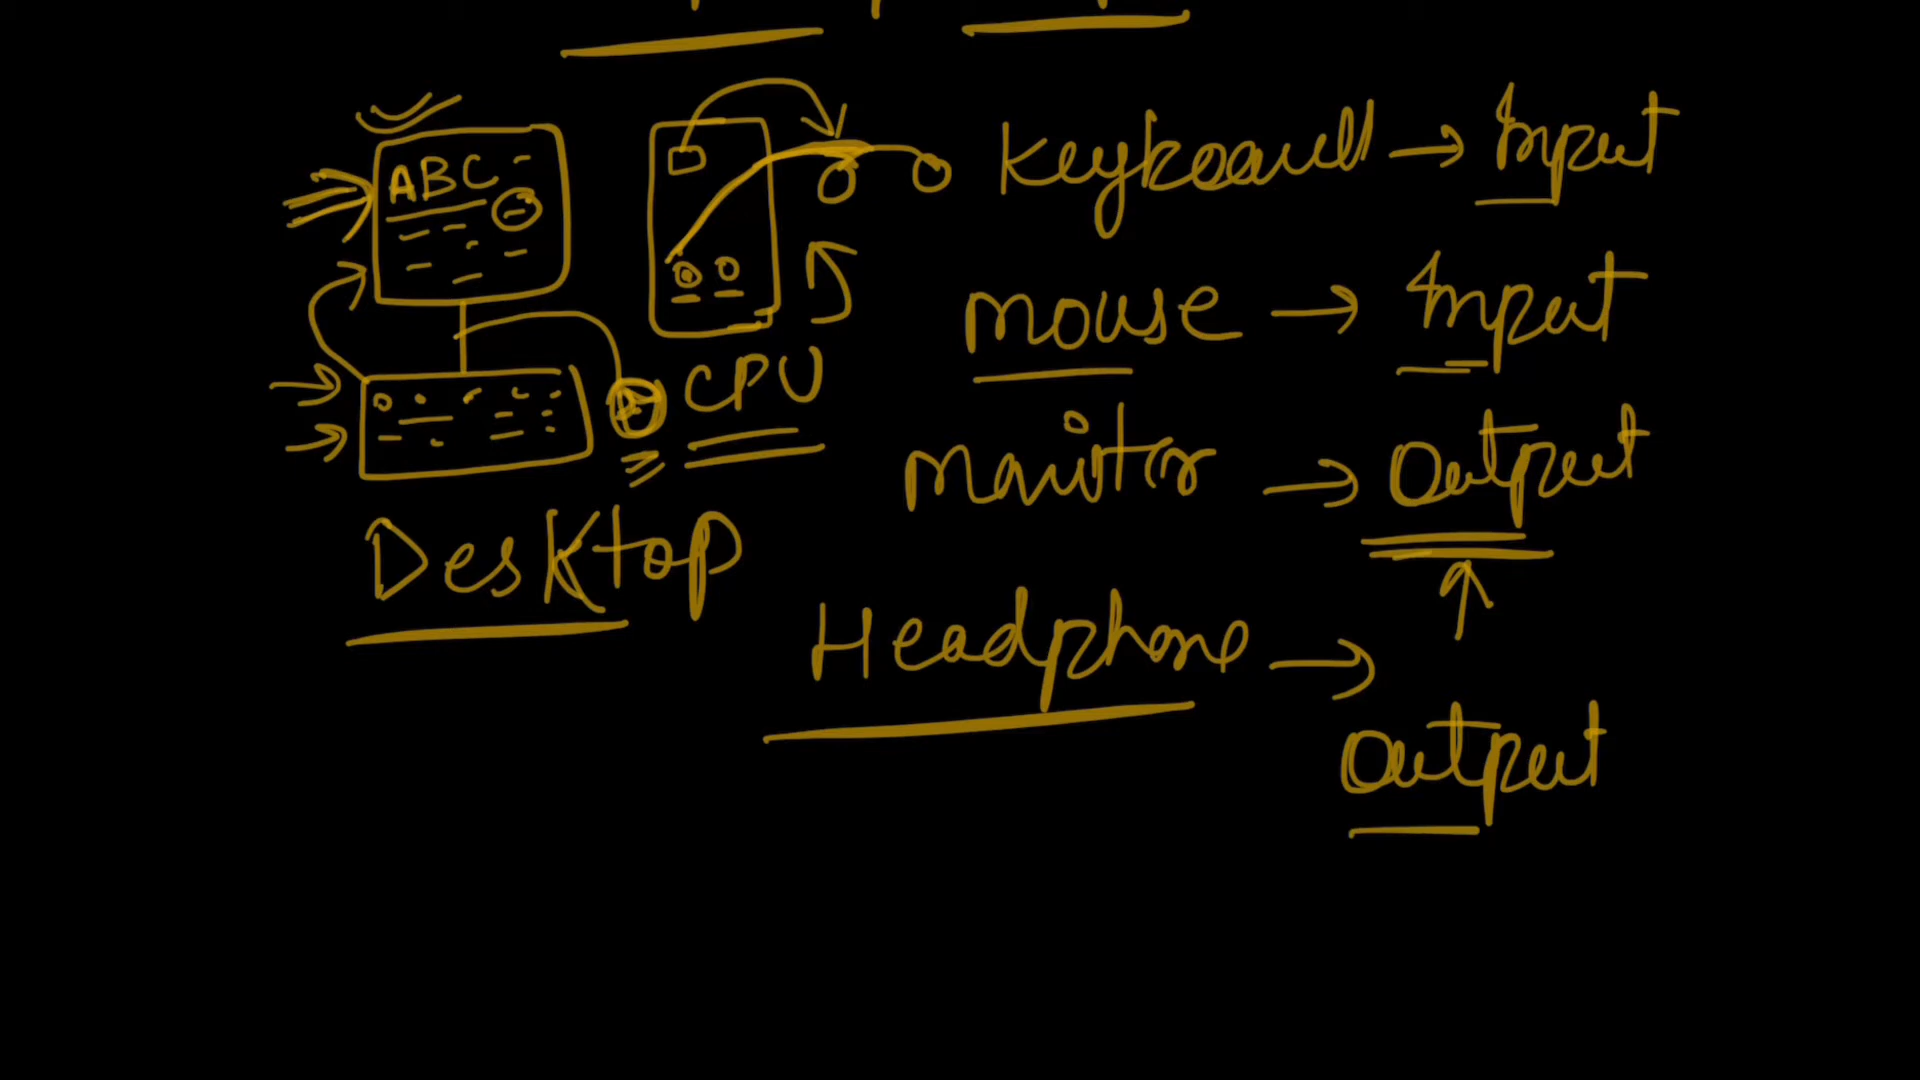 ABC
Keyboard → Input
mouse → Input
CPU
monitor → Output
Desktop
Headphone →
Output